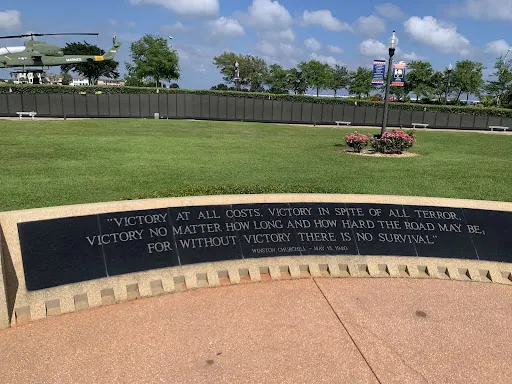 "VICTORY AT ALL COSTS, VICTORY IN SPITE OF ALL TERROR,
VICTORY NO MATTER HOW LONG AND HOW HARD THE ROAD MAY BE,
FOR WITHOUT VICTORY THERE IS NO SURVIVAL"
WINSTON CHURCHILL - MAY 13, 1940